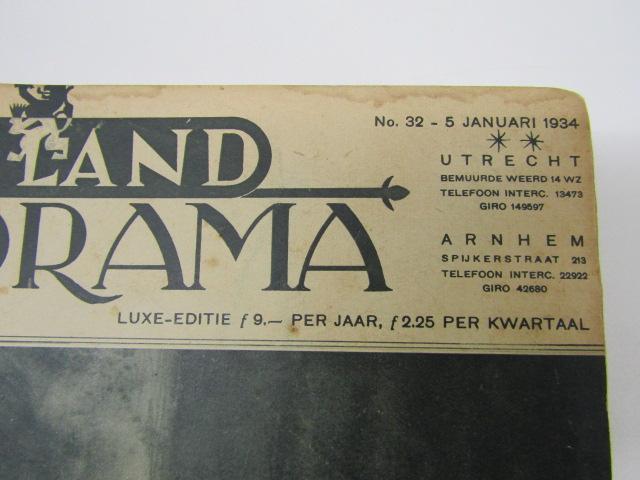 No. 32 - 5 JANUARI 1934
LAND
UTRECHT
BEMUURDE WEERD 14 WZ
TELEFOON INTERC. 13473
GIRO 149597
ORAMA
ARNHEM
SPIJKERSTRAAT 213
TELEFOON INTERC. 22922
GIRO 42680
LUXE-EDITIE f 9.— PER JAAR, f 2.25 PER KWARTAAL